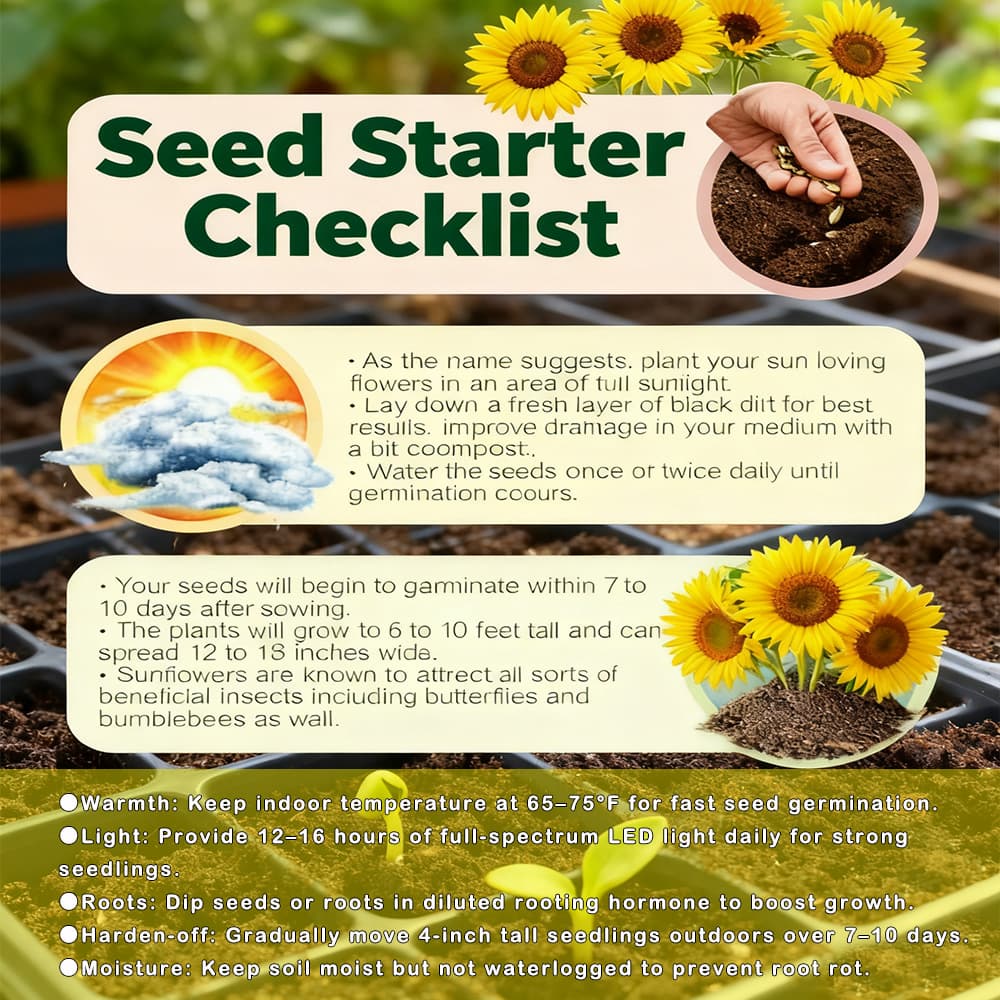 Seed Starter
Checklist
• As the name suggests. plant your sun loving
flowers in an area of tull suniight.
• Lay down a fresh layer of black diit for best
resuils. improve dramage in your medium with
a bit coompost:.
• Water the seeds once or twice daily until
germination coours.
• Your seeds will begin to garminate within 7 to
10 days after sowing.
• The plants will grow to 6 to 10 feet tall and can
spread 12 to 18 inches wide.
• Sunflowers are known to attrect all sorts of
beneficial insects including butterflies and
bumblebees as wall.
●Warmth: Keep indoor temperature at 65–75°F for fast seed germination.
●Light: Provide 12–16 hours of full-spectrum LED light daily for strong
seedlings.
●Roots: Dip seeds or roots in diluted rooting hormone to boost growth.
●Harden-off: Gradually move 4-inch tall seedlings outdoors over 7–10 days.
●Moisture: Keep soil moist but not waterlogged to prevent root rot.